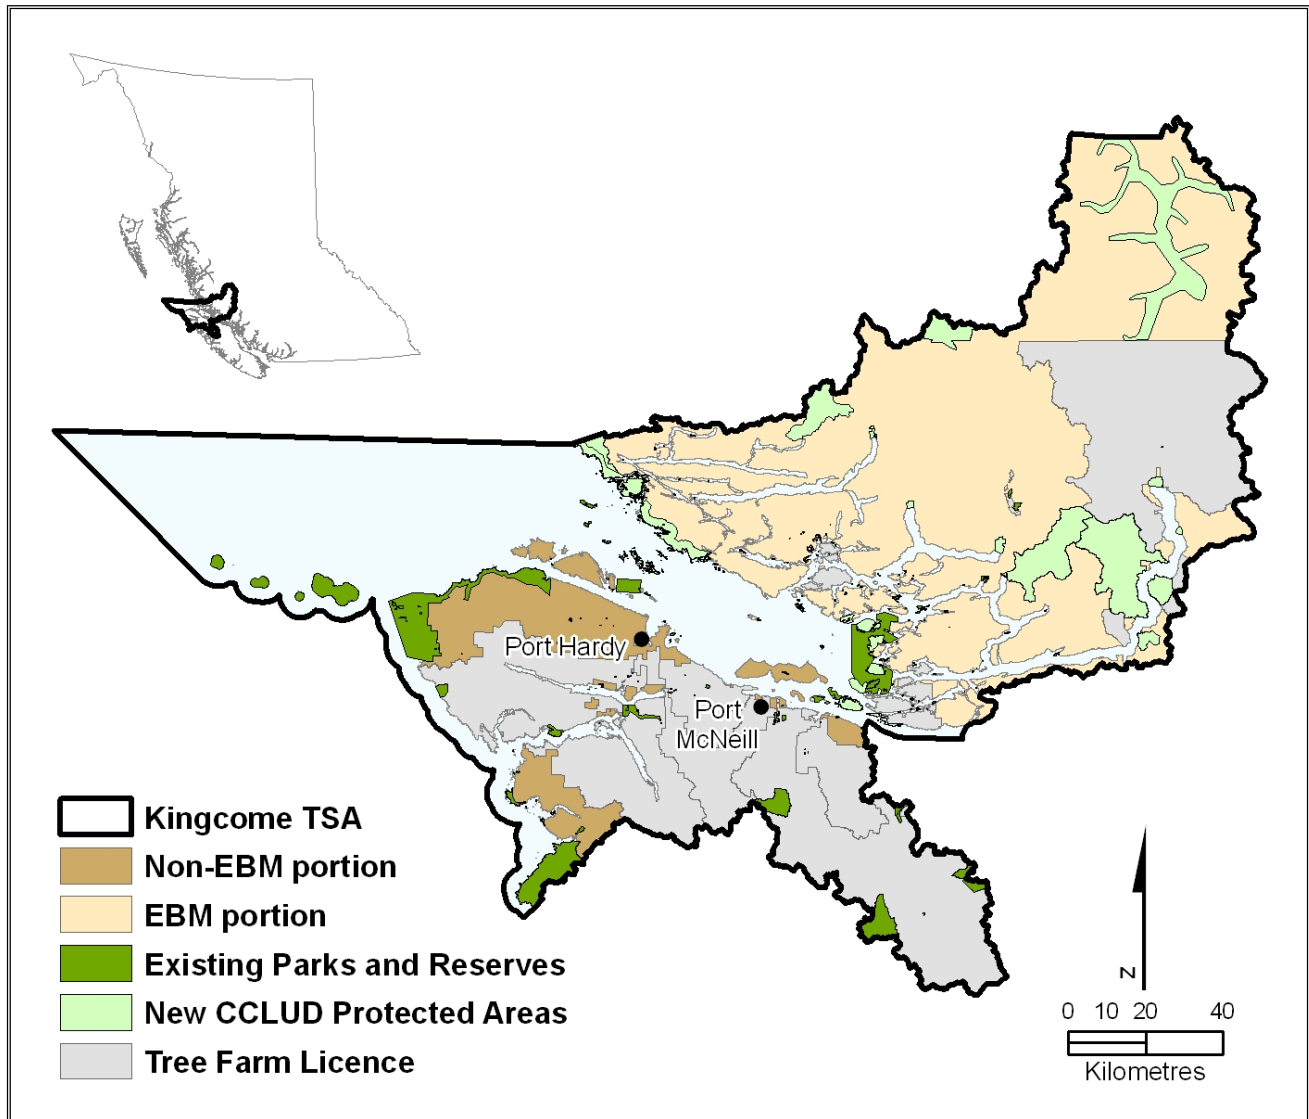 Port Hardy
Port
McNeill
Kingcome TSA
Non-EBM portion
EBM portion
Existing Parks and Reserves
New CCLUD Protected Areas
Tree Farm Licence
N
0 10 20 40
Kilometres